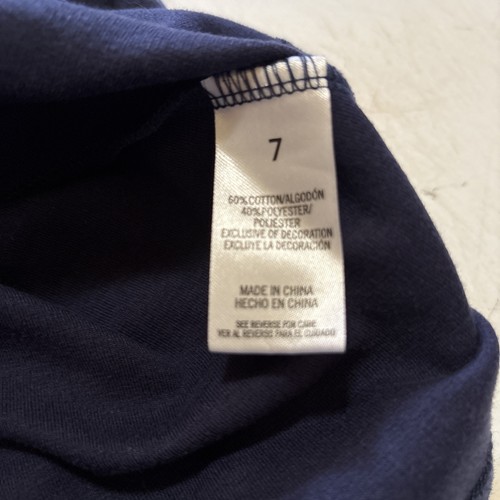 7
60% COTTON/ALGODÓN
40% POLYESTER/
POLIÉSTER
EXCLUSIVE OF DECORATION
EXCLUYE LA DECORACIÓN
MADE IN CHINA
HECHO EN CHINA
SEE REVERSE FOR CARE
VER AL REVERSO PARA EL CUIDADO